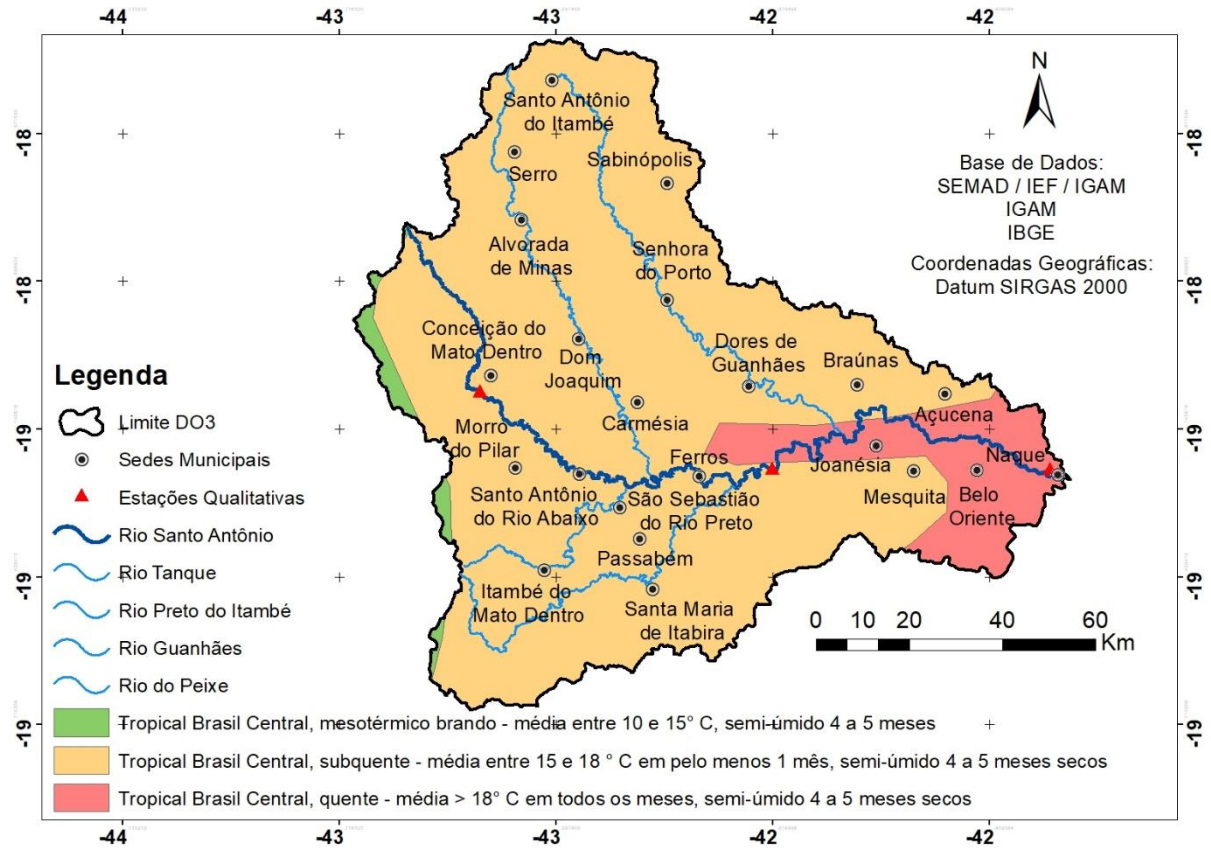 -44 -43 -43 -42 -42
N
Base de Dados:
SEMAD / IEF / IGAM
IGAM
IBGE
Coordenadas Geográficas:
Datum SIRGAS 2000
-18
-18
-19
-19
-19
-18
-18
-19
-19
-19
Santo Antônio
do Itambé
Serro
Sabinópolis
Alvorada
de Minas
Senhora
do Porto
Conceição do
Mato Dentro
Dom
Joaquim
Dores de
Guanhães
Braúnas
Carmésia
Açucena
Morro
do Pilar
Ferros
Joanésia
Naque
Santo Antônio
do Rio Abaixo
São Sebastião
do Rio Preto
Mesquita
Belo
Oriente
Passabém
Itambé do
Mato Dentro
Santa Maria
de Itabira
0 10 20 40 60
Km
Legenda
Limite DO3
Sedes Municipais
Estações Qualitativas
Rio Santo Antônio
Rio Tanque
Rio Preto do Itambé
Rio Guanhães
Rio do Peixe
Tropical Brasil Central, mesotérmico brando - média entre 10 e 15° C, semi-úmido 4 a 5 meses
Tropical Brasil Central, subquente - média entre 15 e 18 ° C em pelo menos 1 mês, semi-úmido 4 a 5 meses secos
Tropical Brasil Central, quente - média > 18° C em todos os meses, semi-úmido 4 a 5 meses secos
-44 -43 -43 -42 -42